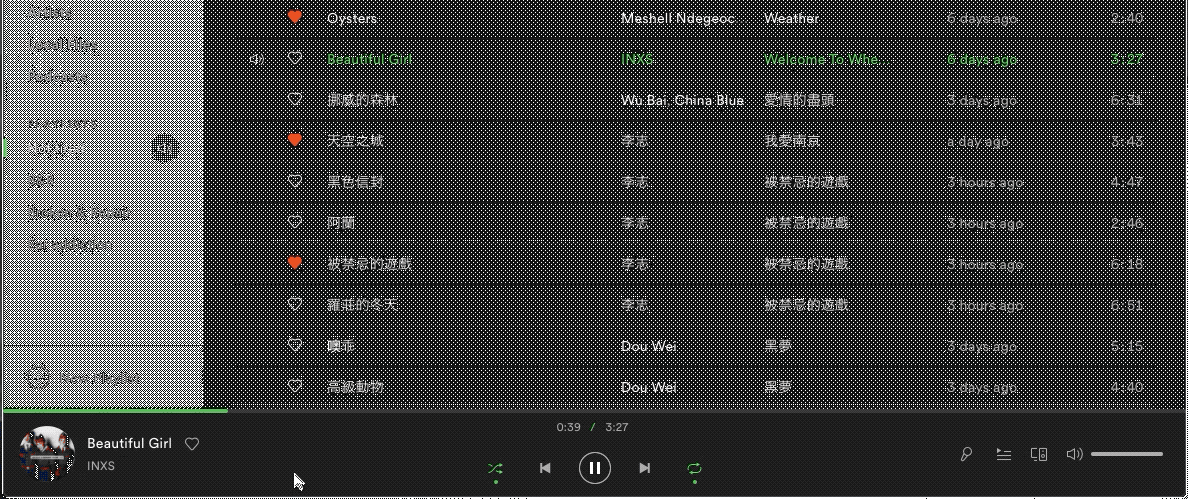 Oysters Meshell Ndegeoc Weather 6 days ago 2:40
Beautiful Girl INXS Welcome To Whe... 6 days ago 3:27
挪威的森林 Wu Bai, China Blue 愛情的盡頭 3 days ago 6:31
天空之城 李志 我愛南京 a day ago 3:43
黑色信封 李志 被禁忌的遊戲 3 hours ago 4:47
阿蘭 李志 被禁忌的遊戲 3 hours ago 2:46
被禁忌的遊戲 李志 被禁忌的遊戲 3 hours ago 6:18
羅莊的冬天 李志 被禁忌的遊戲 3 hours ago 6:51
噢乖 Dou Wei 黑夢 3 days ago 5:15
高級動物 Dou Wei 黑夢 3 days ago 4:40
0:39 / 3:27
Beautiful Girl
INXS